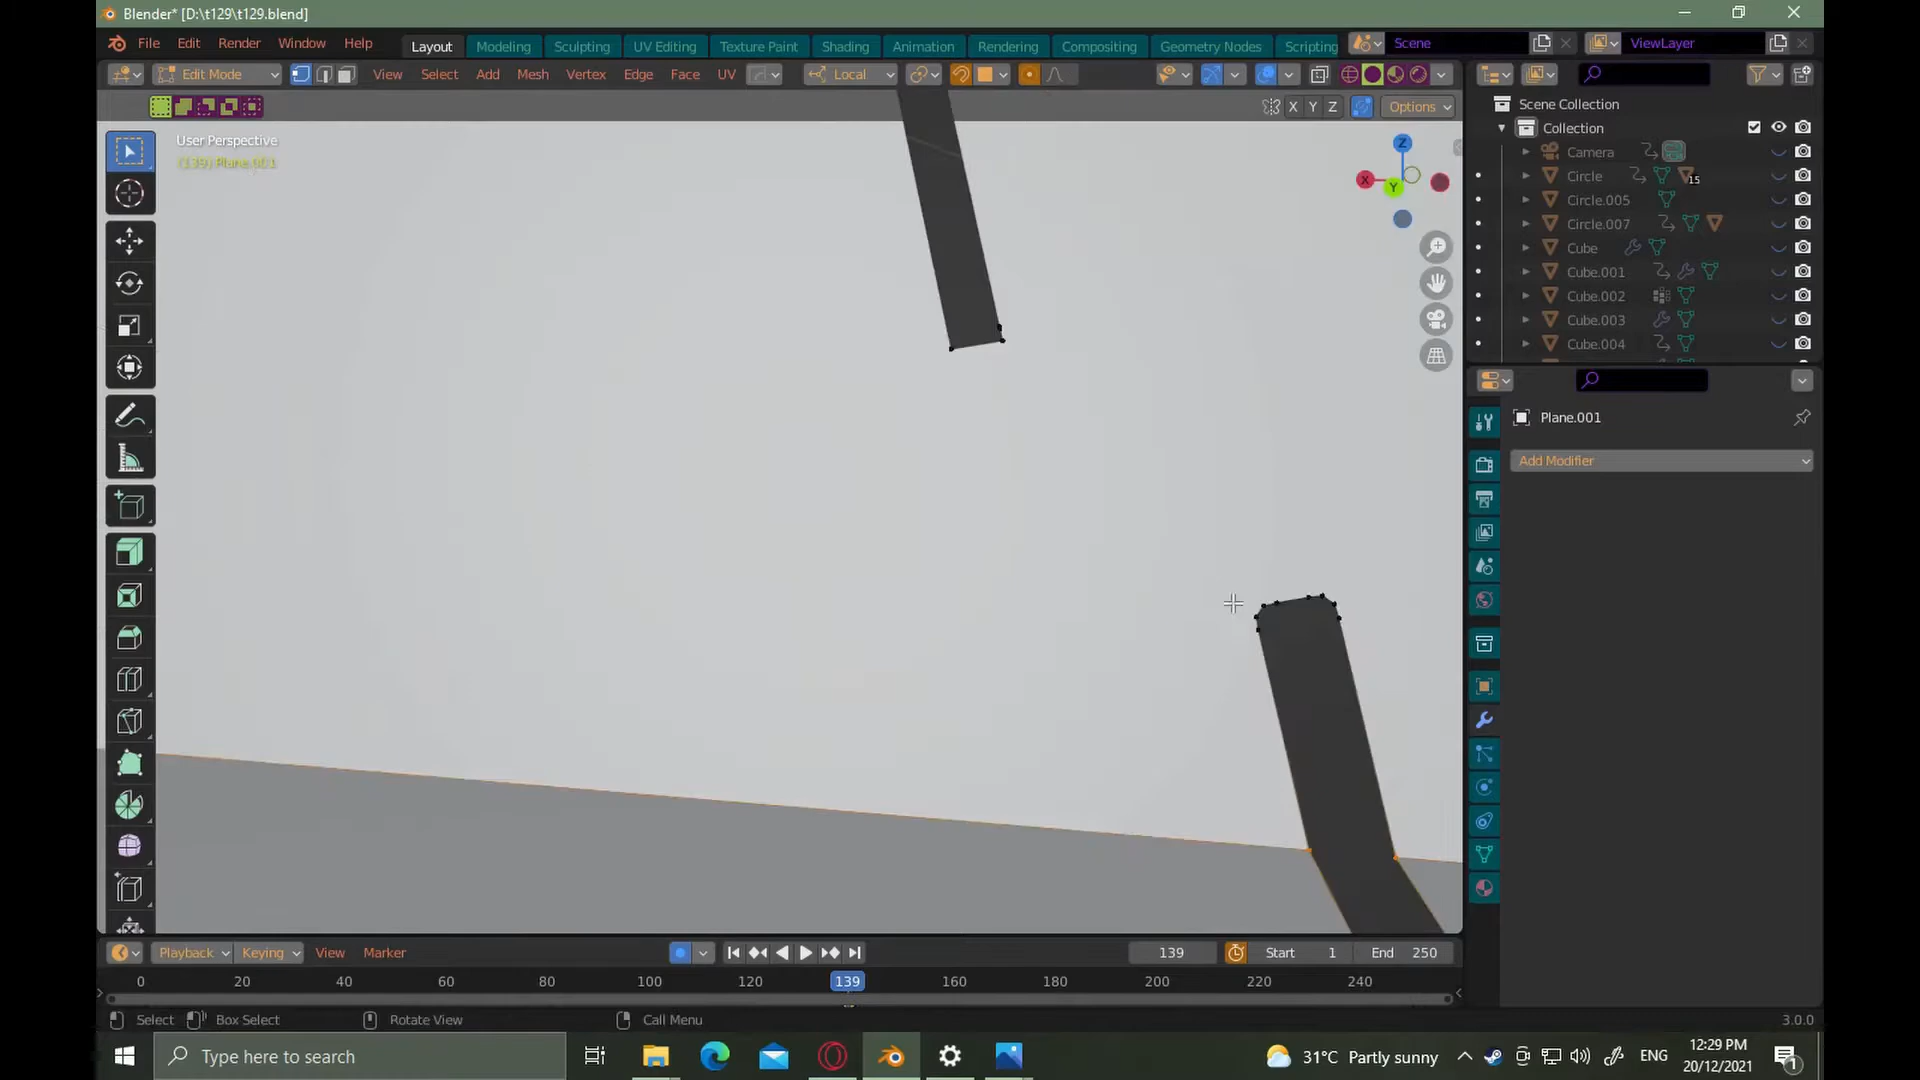 Blender* [D:\t129\t129.blend]
File Edit Render Window Help
Layout Modeling Sculpting UV Editing Texture Paint Shading Animation Rendering Compositing Geometry Nodes Scripting
Scene
ViewLayer
Edit Mode
View Select Add Mesh Vertex Edge Face UV
Local
X Y Z
Options
User Perspective
(139) Plane.001
Z
X
Y
Scene Collection
Collection
Camera
Circle
15
Circle.005
Circle.007
Cube
Cube.001
Cube.002
Cube.003
Cube.004
Plane.001
Add Modifier
Playback Keying View Marker
139
Start 1
End 250
0 20 40 60 80 100 120 139 160 180 200 220 240
Select Box Select Rotate View Call Menu
3.0.0
Type here to search
31°C Partly sunny
ENG
12:29 PM
20/12/2021
1